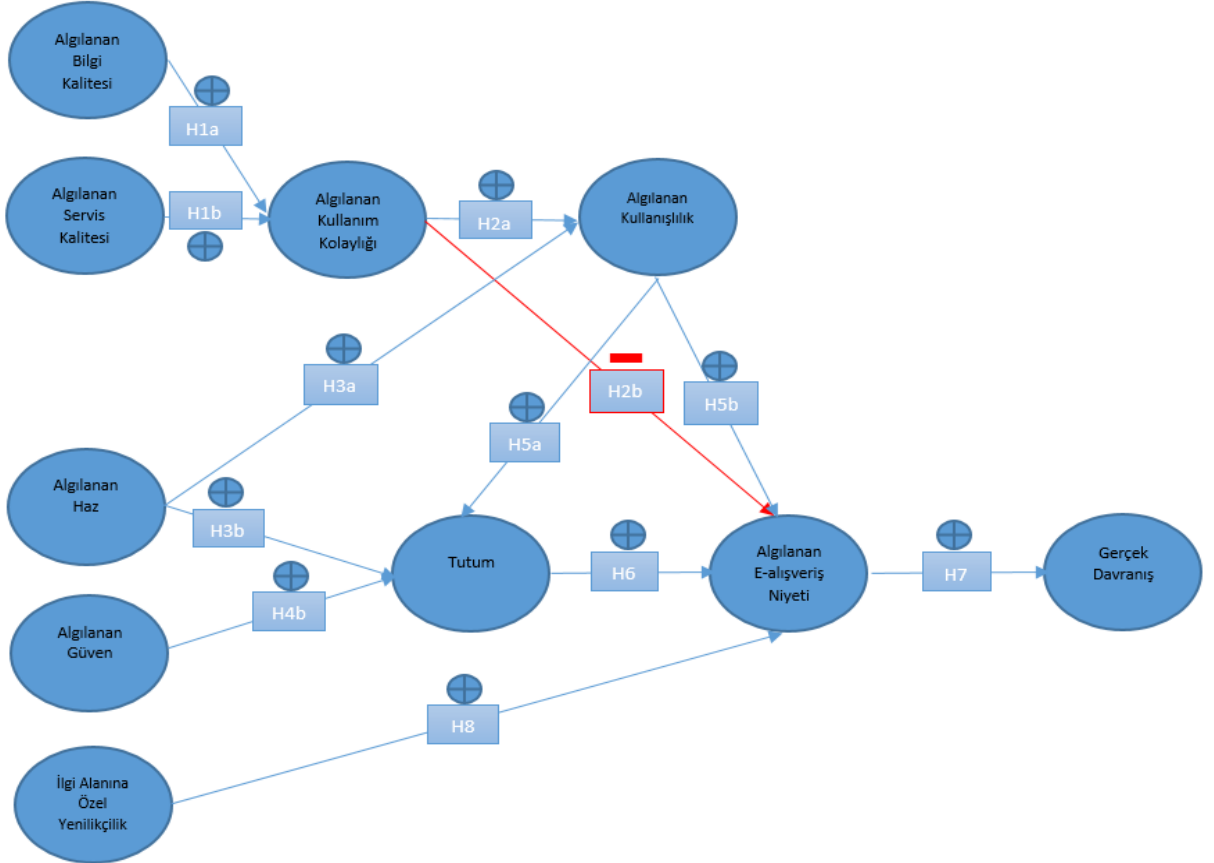 Algılanan
Bilgi
Kalitesi
H1a
Algılanan
Servis
Kalitesi
H1b
Algılanan
Kullanım
Kolaylığı
H2a
Algılanan
Kullanışlılık
H3a
H2b
H5b
H5a
Algılanan
Haz
H3b
Tutum
H6
Algılanan
E-alışveriş
Niyeti
H7
Gerçek
Davranış
H4b
Algılanan
Güven
H8
İlgi Alanına
Özel
Yenilikçilik